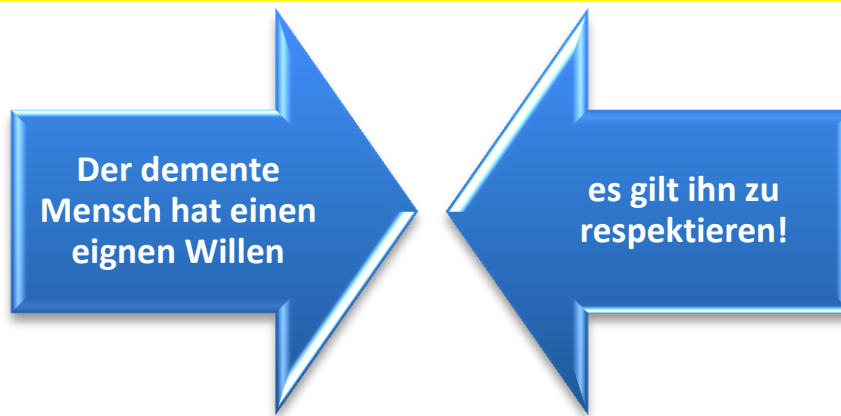 Der demente
Mensch hat einen
eignen Willen
es gilt ihn zu
respektieren!